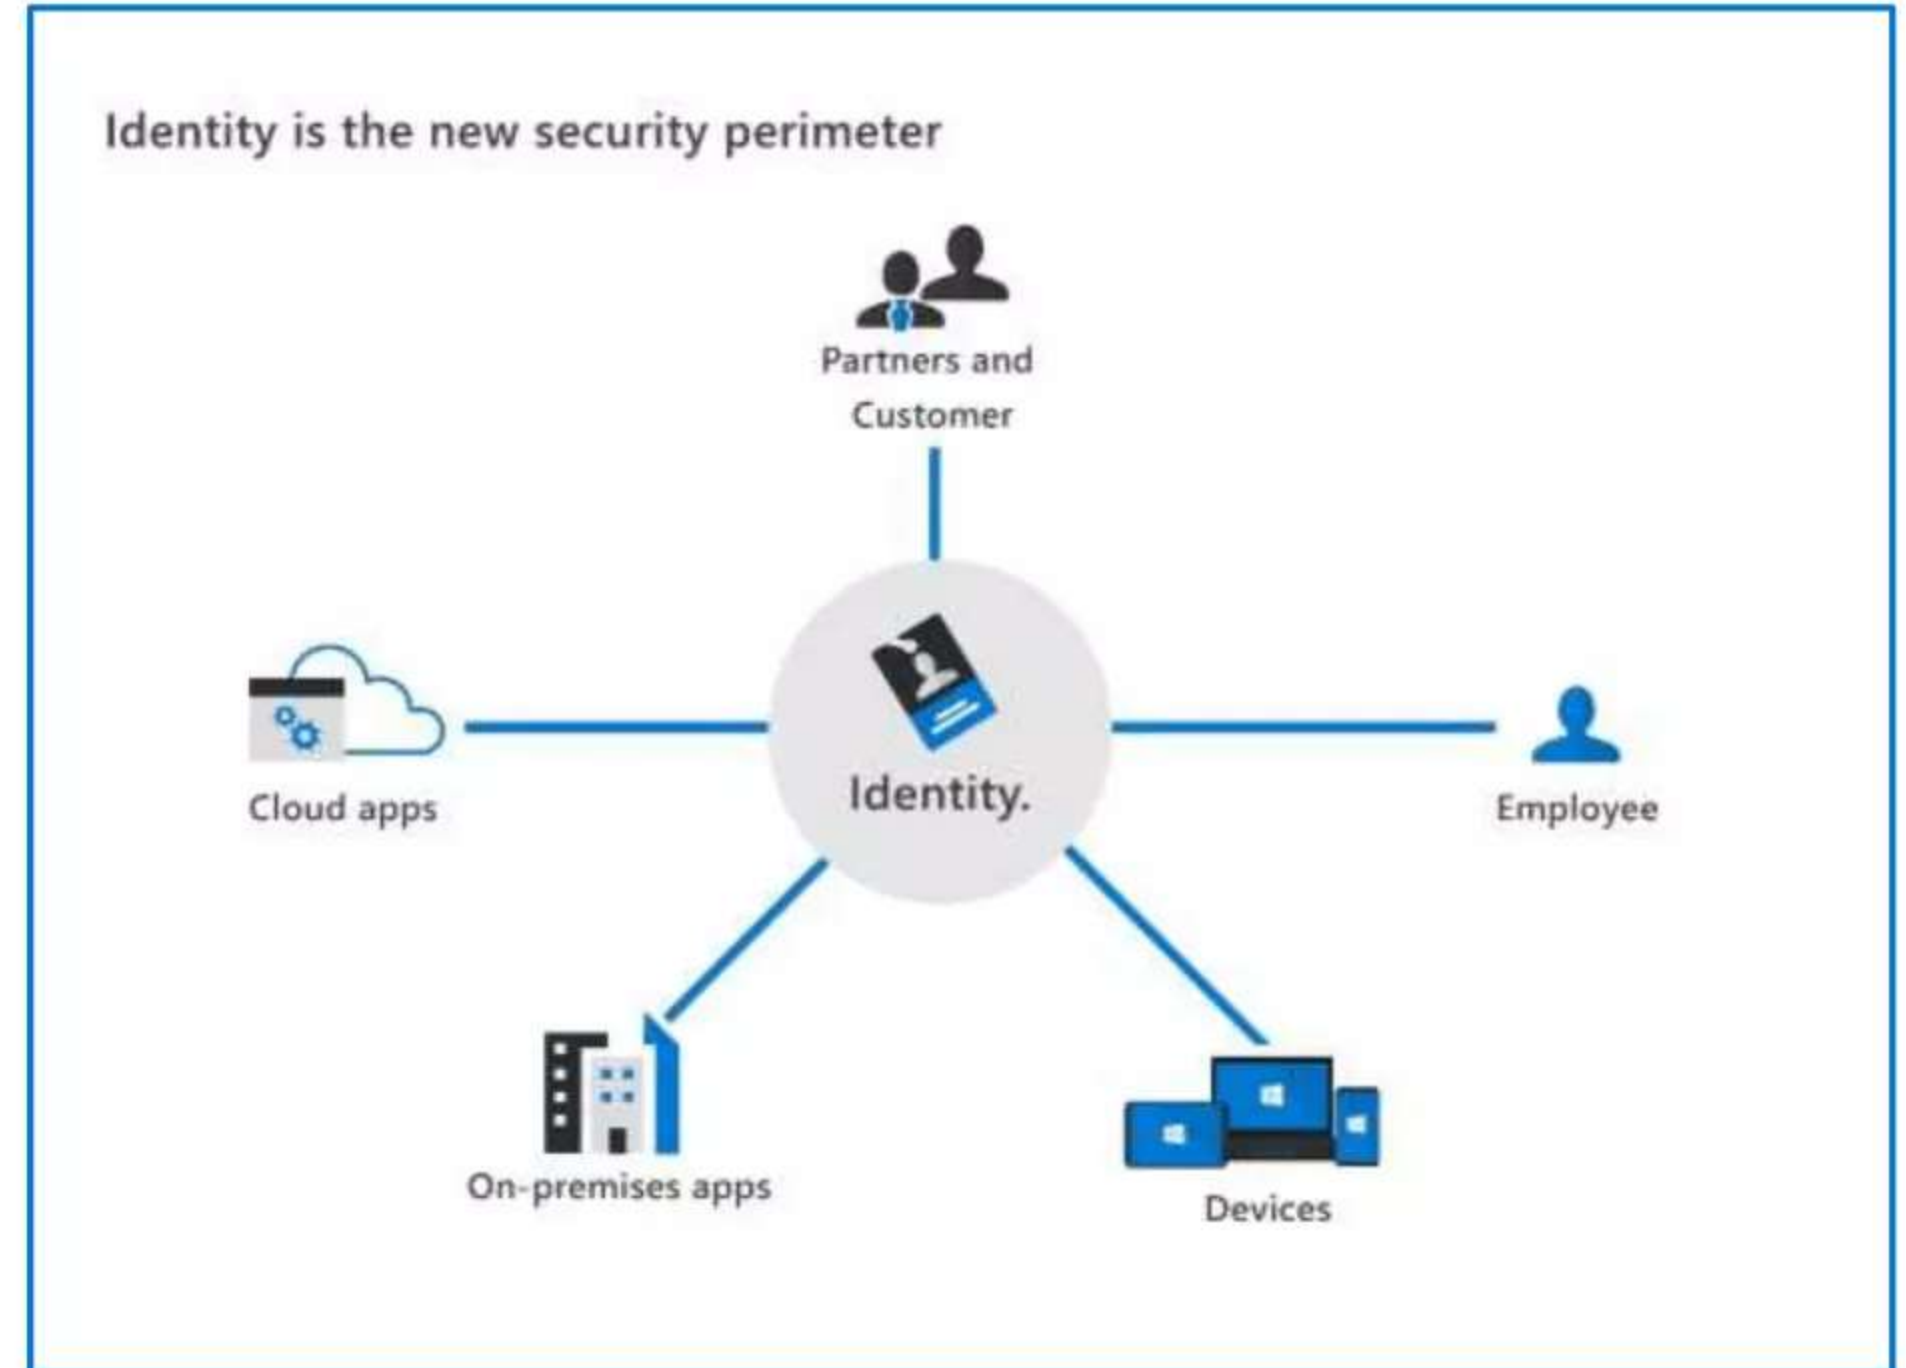 Identity is the new security perimeter
Partners and
Customer
Identity.
Cloud apps
Employee
On-premises apps
Devices